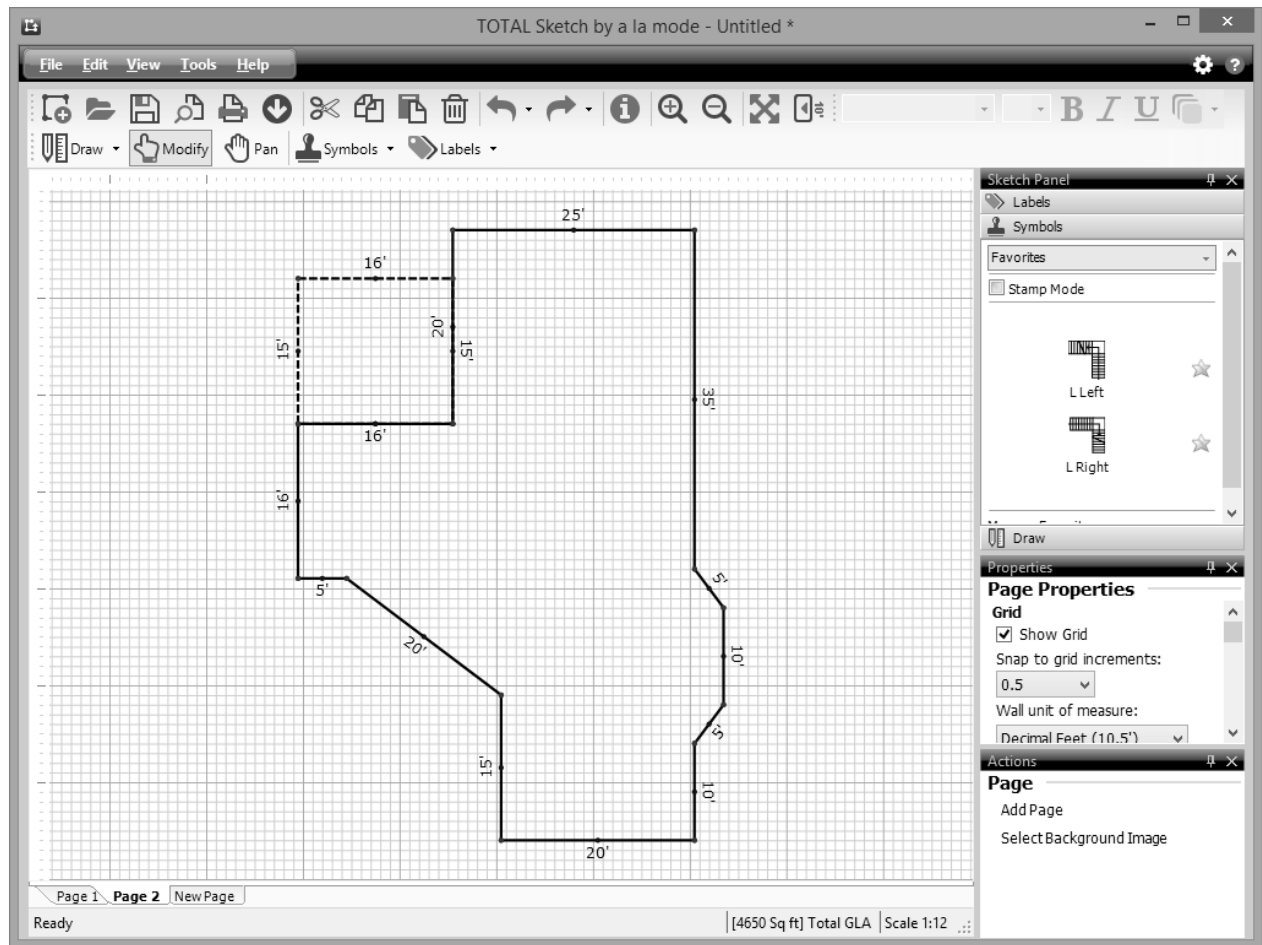 TOTAL Sketch by a la mode - Untitled *
File Edit View Tools Help
B I U
Draw Modify Pan Symbols Labels
Sketch Panel
Labels
Symbols
Favorites
Stamp Mode
L Left
L Right
Draw
Properties
Page Properties
Grid
Show Grid
Snap to grid increments:
0.5
Wall unit of measure:
Decimal Feet (10.5')
Actions
Page
Add Page
Select Background Image
25'
16'
20'
15'
15'
35'
16'
16'
5'
5'
20'
10'
5'
15'
10'
20'
Page 1 Page 2 New Page
Ready [4650 Sq ft] Total GLA Scale 1:12